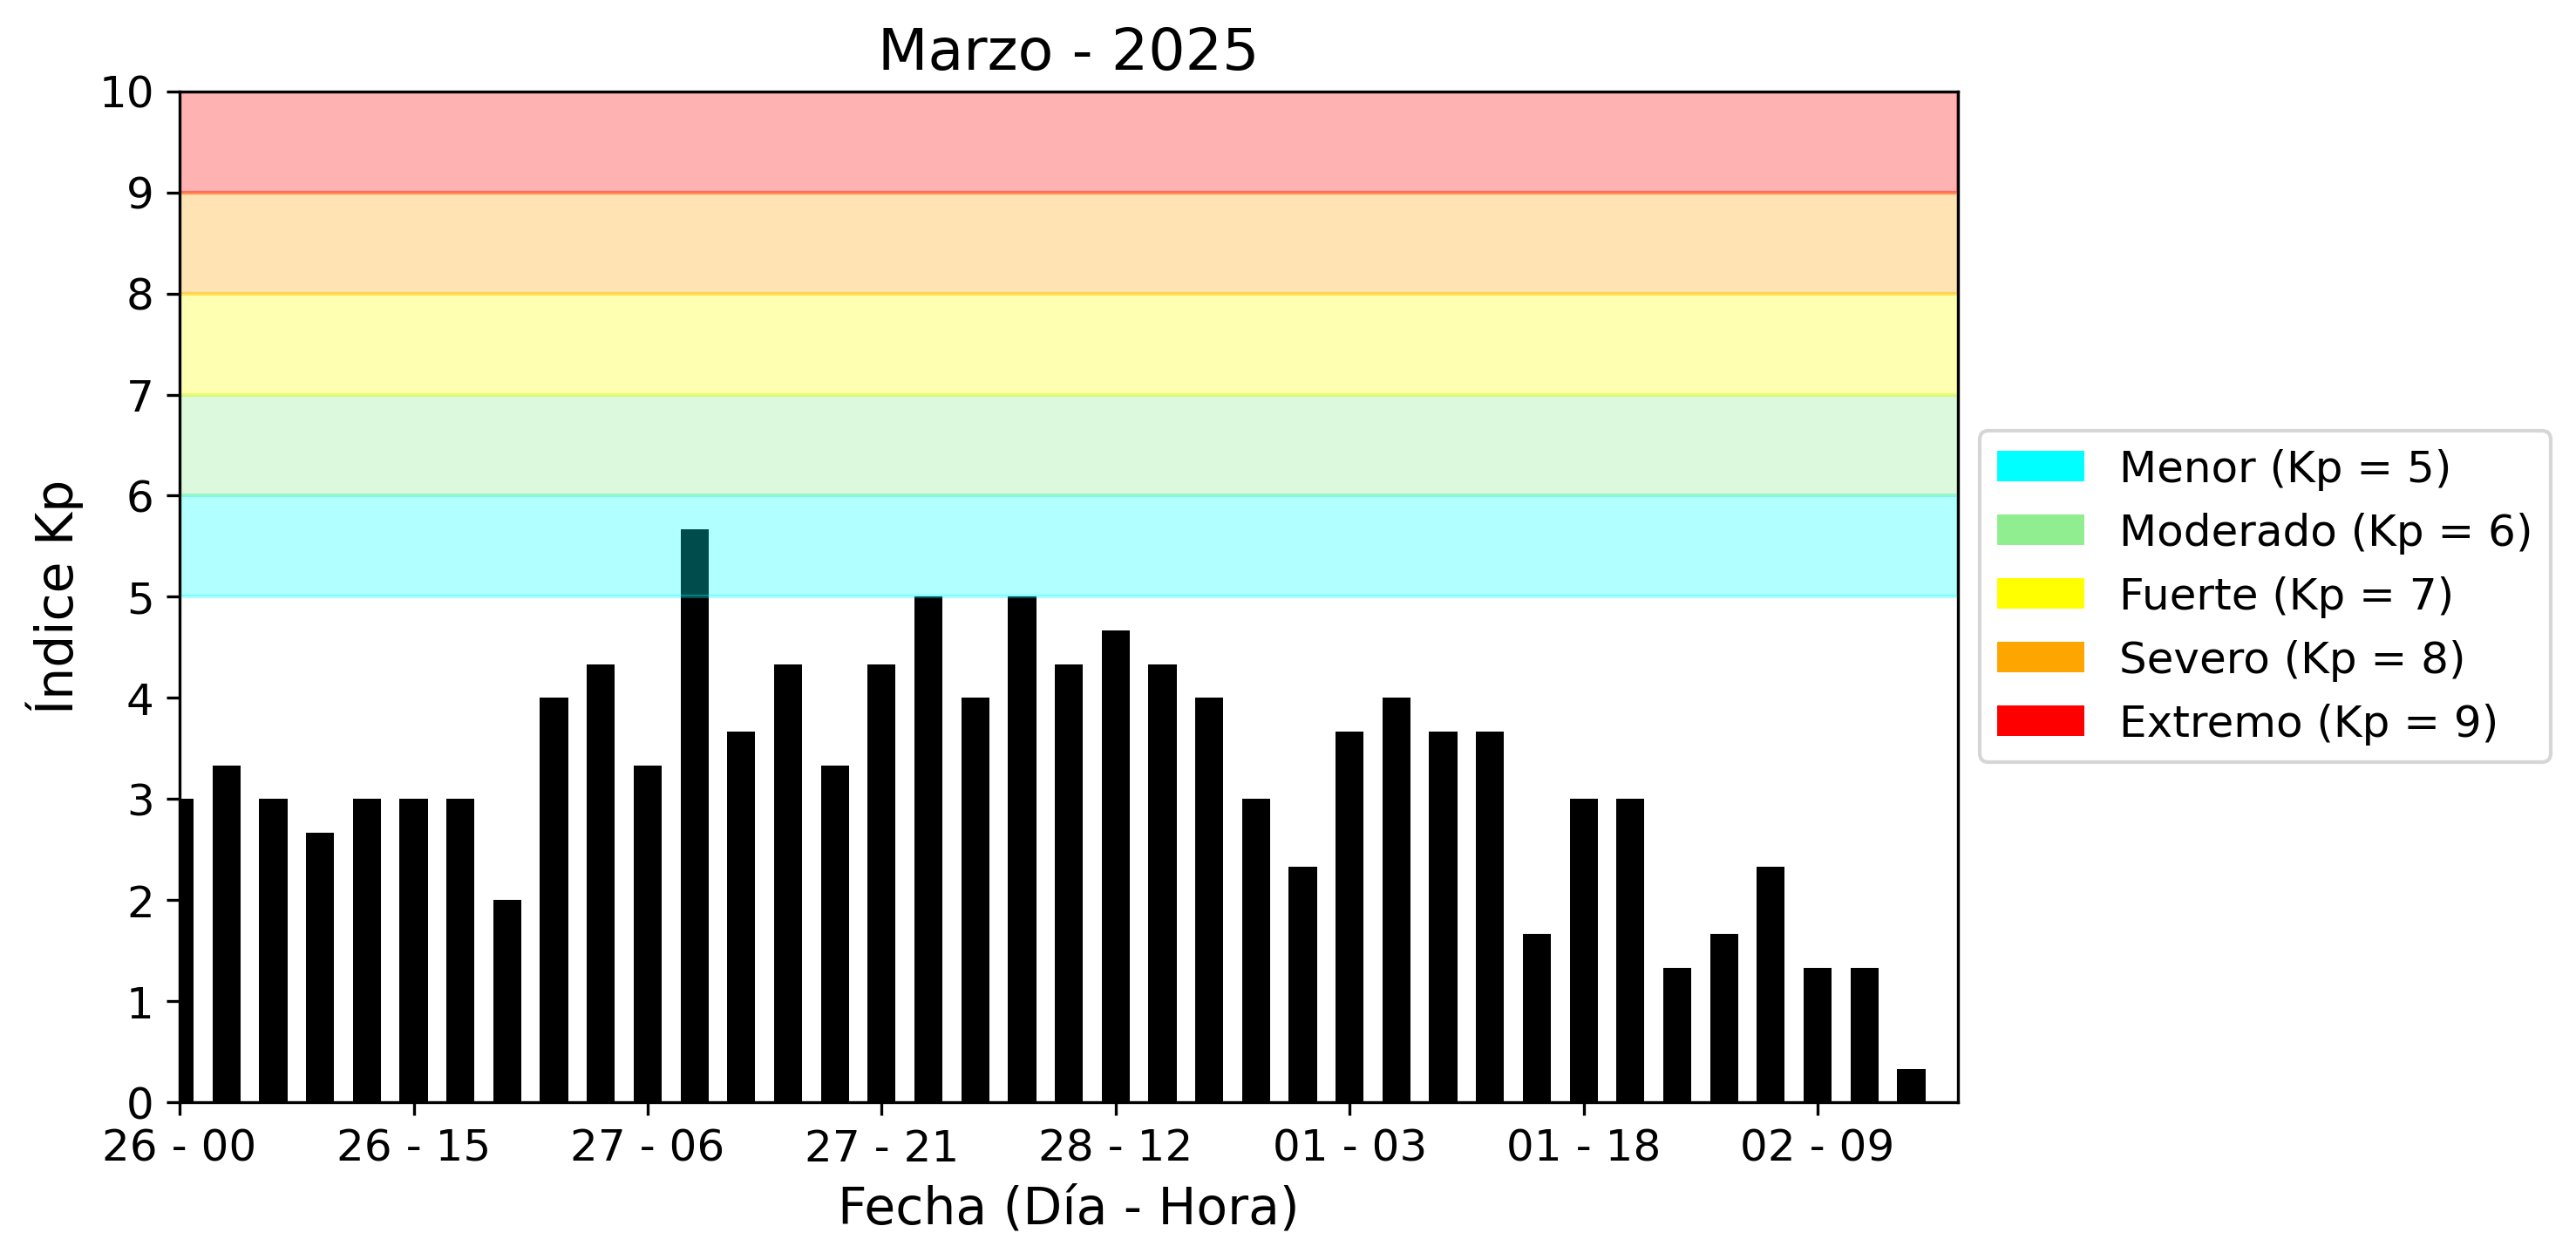 Marzo - 2025
10
9
8
7
6
5
4
3
2
1
0
Índice Kp
26 - 00
26 - 15
27 - 06
27 - 21
28 - 12
01 - 03
01 - 18
02 - 09
Fecha (Día - Hora)
Menor (Kp = 5)
Moderado (Kp = 6)
Fuerte (Kp = 7)
Severo (Kp = 8)
Extremo (Kp = 9)